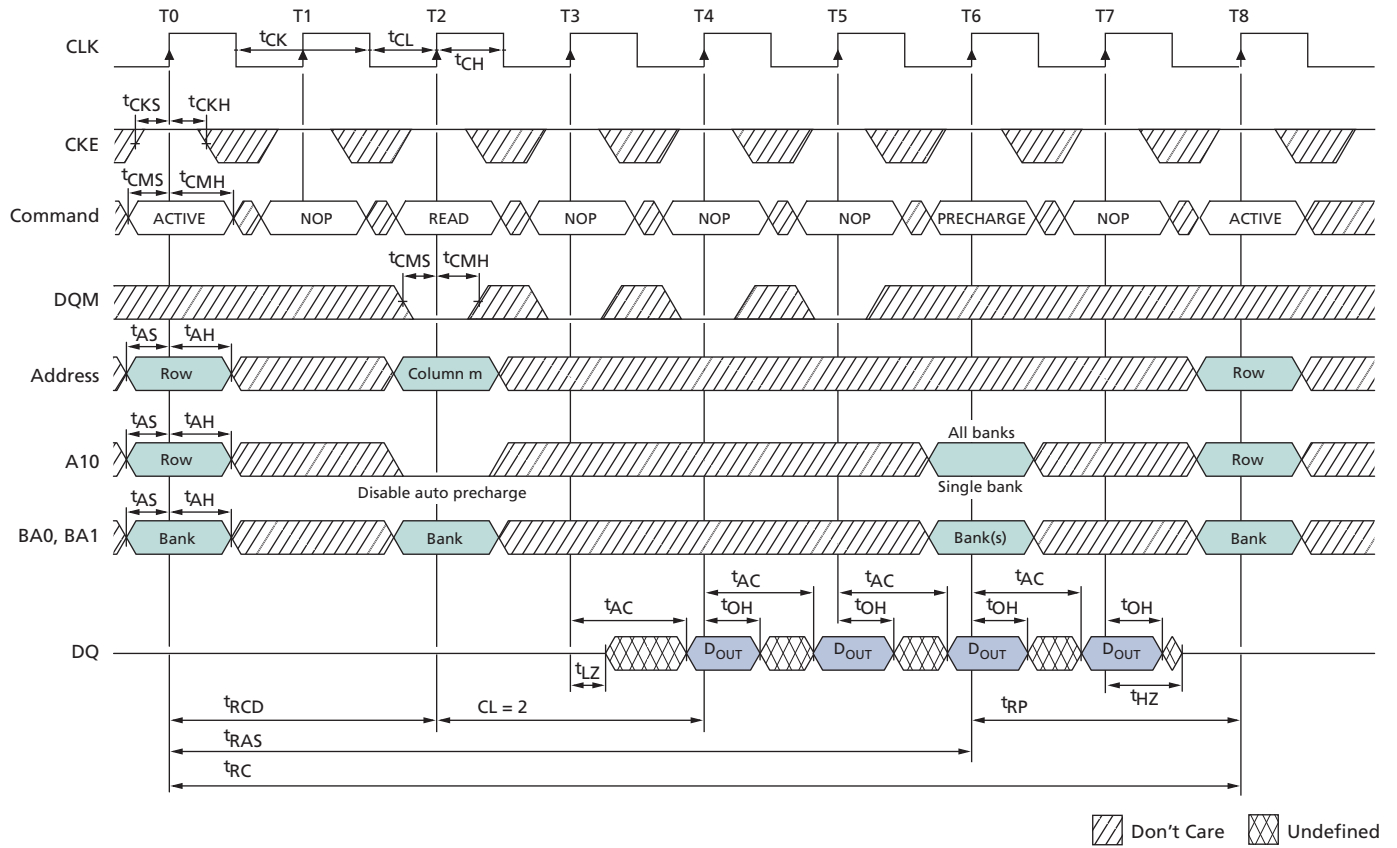 T0 T1 T2 T3 T4 T5 T6 T7 T8
CLK
tCK tCL
tCH
tCKS tCKH
CKE
tCMS tCMH
Command ACTIVE NOP READ NOP NOP NOP PRECHARGE NOP ACTIVE
tCMS tCMH
DQM
tAS tAH
Address Row Column m Row
tAS tAH
All banks
A10 Row Row
Disable auto precharge Single bank
tAS tAH
BA0, BA1 Bank Bank Bank(s) Bank
tAC tAC tAC
tAC tOH tOH tOH tOH
DQ DOUT DOUT DOUT DOUT
tLZ tHZ
tRCD CL = 2 tRP
tRAS
tRC
Don't Care Undefined